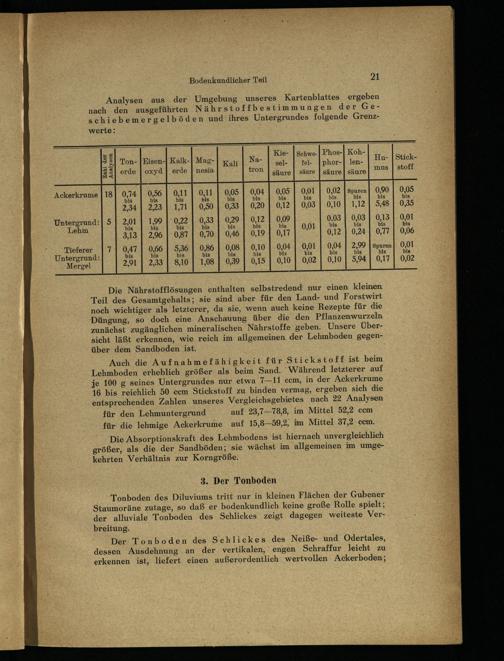 Bodenkundlicher Teil 21
Analysen aus der Umgebung unseres Kartenblattes ergeben
nach den ausgeführten Nährstoffbestimmungen der Ge-
schiebemergelböden und ihres Untergrundes folgende Grenz-
werte:
Zahl der Analysen | Ton-erde | Eisen-oxyd | Kalk-erde | Mag-nesia | Kali | Na-tron | Kie-sel-säure | Schwe-fel-säure | Phos-phor-säure | Koh-len-säure | Hu-mus | Stick-stoff
Ackerkrume | 18 | 0,74 bis 2,34 | 0,56 bis 2,23 | 0,11 bis 1,71 | 0,11 bis 0,50 | 0,05 bis 0,33 | 0,04 bis 0,20 | 0,05 bis 0,12 | 0,01 bis 0,03 | 0,02 bis 0,10 | Spuren bis 1,12 | 0,90 bis 5,48 | 0,05 bis 0,35
Untergrund: Lehm | 5 | 2,01 bis 3,13 | 1,99 bis 2,96 | 0,22 bis 0,87 | 0,33 bis 0,70 | 0,29 bis 0,46 | 0,12 bis 0,19 | 0,09 bis 0,17 | 0,01 | 0,03 bis 0,12 | 0,03 bis 0,24 | 0,13 bis 0,77 | 0,01 bis 0,06
Tieferer Untergrund: Mergel | 7 | 0,47 bis 2,91 | 0,66 bis 2,33 | 5,36 bis 8,10 | 0,86 bis 1,08 | 0,08 bis 0,39 | 0,10 bis 0,15 | 0,04 bis 0,10 | 0,01 bis 0,02 | 0,04 bis 0,10 | 2,99 bis 5,94 | Spuren bis 0,17 | 0,01 bis 0,02
Die Nährstofflösungen enthalten selbstredend nur einen kleinen
Teil des Gesamtgehalts; sie sind aber für den Land- und Forstwirt
noch wichtiger als letzterer, da sie, wenn auch keine Rezepte für die
Düngung, so doch eine Anschauung über die den Pflanzenwurzeln
zunächst zugänglichen mineralischen Nährstoffe geben. Unsere Über-
sicht läßt erkennen, wie reich im allgemeinen der Lehmboden gegen-
über dem Sandboden ist.
Auch die Aufnahmefähigkeit für Stickstoff ist beim
Lehmboden erheblich größer als beim Sand. Während letzterer auf
je 100 g seines Untergrundes nur etwa 7—11 ccm, in der Ackerkrume
16 bis reichlich 50 ccm Stickstoff zu binden vermag, ergeben sich die
entsprechenden Zahlen unseres Vergleichsgebietes nach 22 Analysen
für den Lehmuntergrund auf 23,7—78,8, im Mittel 52,2 ccm
für die lehmige Ackerkrume auf 15,8—59,2, im Mittel 37,2 ccm.
Die Absorptionskraft des Lehmbodens ist hiernach unvergleichlich
größer, als die der Sandböden; sie wächst im allgemeinen im umge-
kehrten Verhältnis zur Korngröße.
3. Der Tonboden
Tonboden des Diluviums tritt nur in kleinen Flächen der Gubener
Staumoräne zutage, so daß er bodenkundlich keine große Rolle spielt;
der alluviale Tonboden des Schlickes zeigt dagegen weiteste Ver-
breitung.
Der Tonboden des Schlickes des Neiße- und Odertales,
dessen Ausdehnung an der vertikalen, engen Schraffur leicht zu
erkennen ist, liefert einen außerordentlich wertvollen Ackerboden;